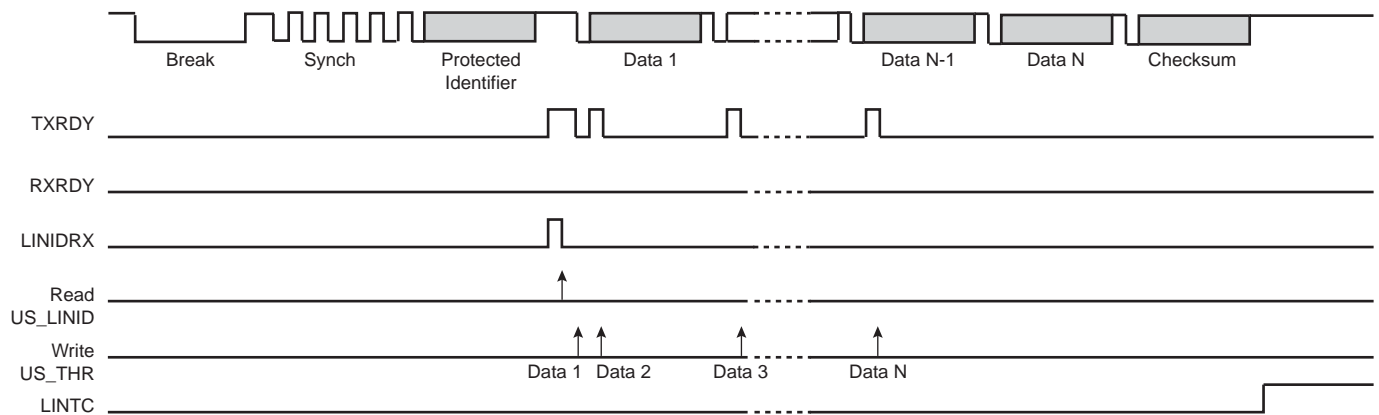 Break
Synch
Protected
Identifier
Data 1
Data N-1
Data N
Checksum
TXRDY
RXRDY
LINIDRX
Read
US_LINID
Write
US_THR
Data 1
Data 2
Data 3
Data N
LINTC